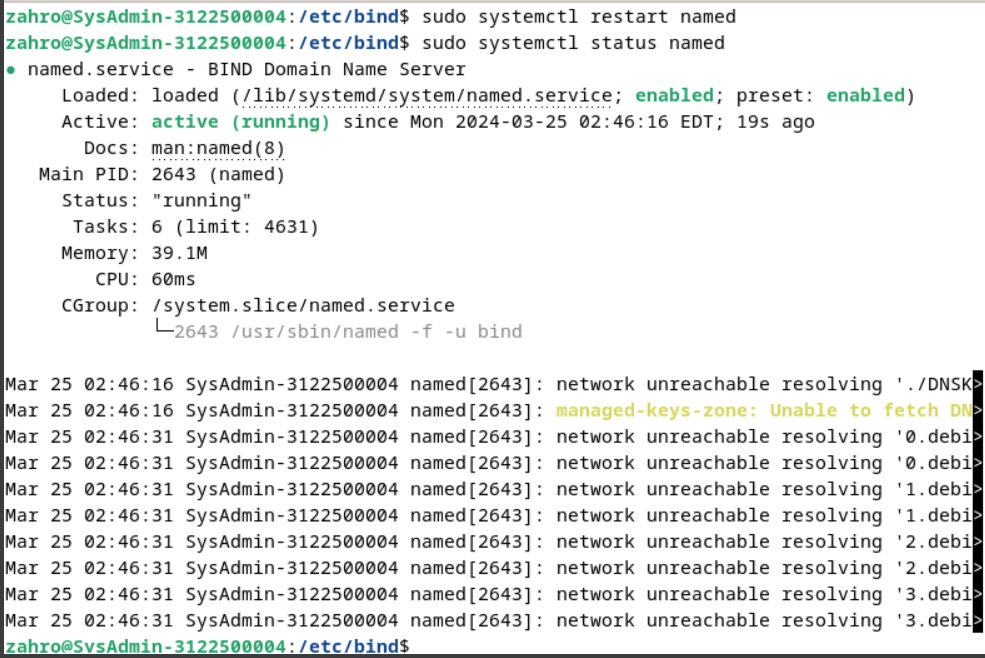 zahro@SysAdmin-3122500004:/etc/bind$ sudo systemctl restart named
zahro@SysAdmin-3122500004:/etc/bind$ sudo systemctl status named
● named.service - BIND Domain Name Server
     Loaded: loaded (/lib/systemd/system/named.service; enabled; preset: enabled)
     Active: active (running) since Mon 2024-03-25 02:46:16 EDT; 19s ago
       Docs: man:named(8)
   Main PID: 2643 (named)
     Status: "running"
      Tasks: 6 (limit: 4631)
     Memory: 39.1M
        CPU: 60ms
     CGroup: /system.slice/named.service
             └─2643 /usr/sbin/named -f -u bind

Mar 25 02:46:16 SysAdmin-3122500004 named[2643]: network unreachable resolving './DNSK>
Mar 25 02:46:16 SysAdmin-3122500004 named[2643]: managed-keys-zone: Unable to fetch DN>
Mar 25 02:46:31 SysAdmin-3122500004 named[2643]: network unreachable resolving '0.debi>
Mar 25 02:46:31 SysAdmin-3122500004 named[2643]: network unreachable resolving '0.debi>
Mar 25 02:46:31 SysAdmin-3122500004 named[2643]: network unreachable resolving '1.debi>
Mar 25 02:46:31 SysAdmin-3122500004 named[2643]: network unreachable resolving '1.debi>
Mar 25 02:46:31 SysAdmin-3122500004 named[2643]: network unreachable resolving '2.debi>
Mar 25 02:46:31 SysAdmin-3122500004 named[2643]: network unreachable resolving '2.debi>
Mar 25 02:46:31 SysAdmin-3122500004 named[2643]: network unreachable resolving '3.debi>
Mar 25 02:46:31 SysAdmin-3122500004 named[2643]: network unreachable resolving '3.debi>
zahro@SysAdmin-3122500004:/etc/bind$